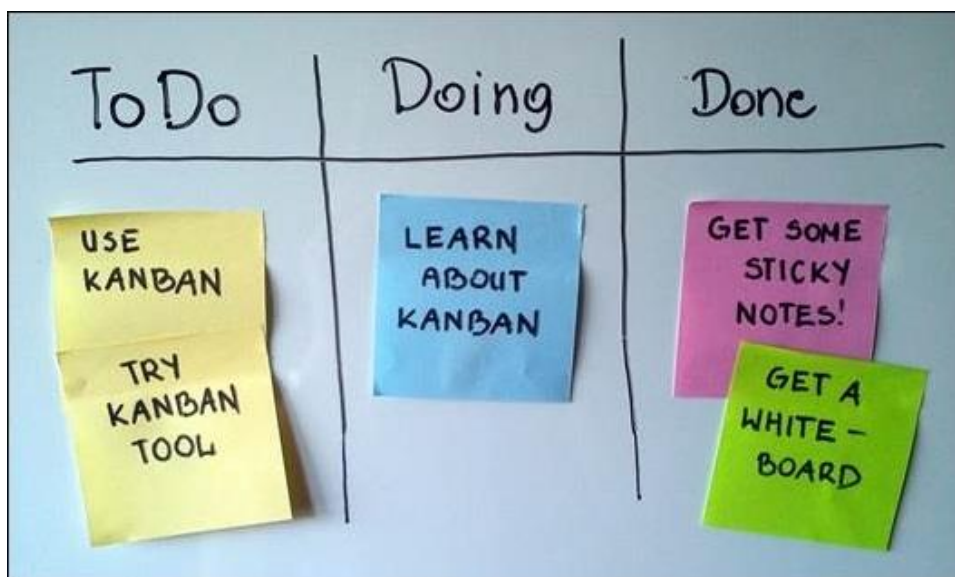 To Do
Doing
Done
USE
KANBAN
TRY
KANBAN
TOOL
LEARN
ABOUT
KANBAN
GET SOME
STICKY
NOTES!
GET A
WHITE-
BOARD